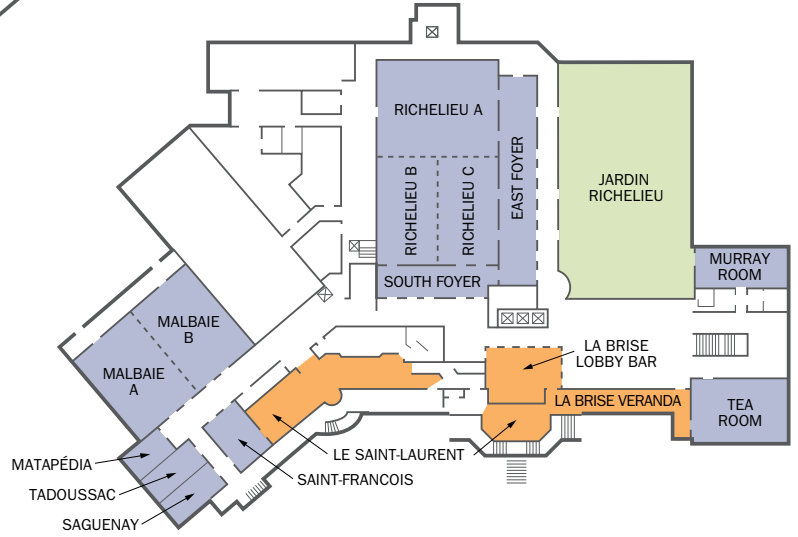 RICHELIEU A
RICHELIEU B
RICHELIEU C
EAST FOYER
SOUTH FOYER
JARDIN
RICHELIEU
MURRAY
ROOM
MALBAIE
B
MALBAIE
A
LA BRISE
LOBBY BAR
LA BRISE VERANDA
TEA
ROOM
MATAPÉDIA
TADOUSSAC
SAGUENAY
LE SAINT-LAURENT
SAINT-FRANCOIS